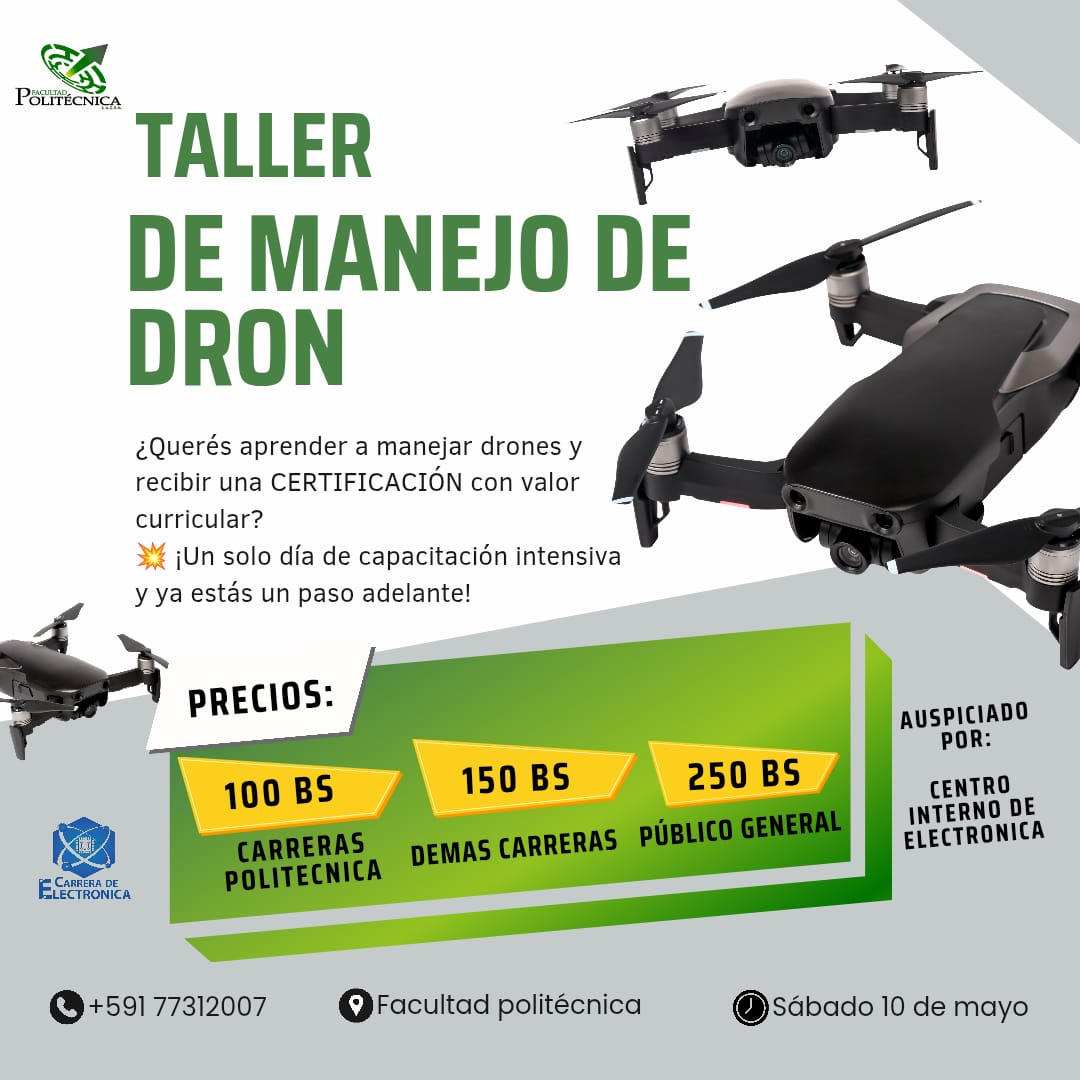 FACULTAD
POLITÉCNICA
TALLER
DE MANEJO DE
DRON
¿Querés aprender a manejar drones y
recibir una CERTIFICACIÓN con valor
curricular?
💥 ¡Un solo día de capacitación intensiva
y ya estás un paso adelante!
PRECIOS:
100 BS
CARRERAS
POLITECNICA
150 BS
DEMAS CARRERAS
250 BS
PÚBLICO GENERAL
AUSPICIADO
POR:
CENTRO
INTERNO DE
ELECTRONICA
CARRERA DE
ELECTRONICA
+591 77312007
Facultad politécnica
Sábado 10 de mayo